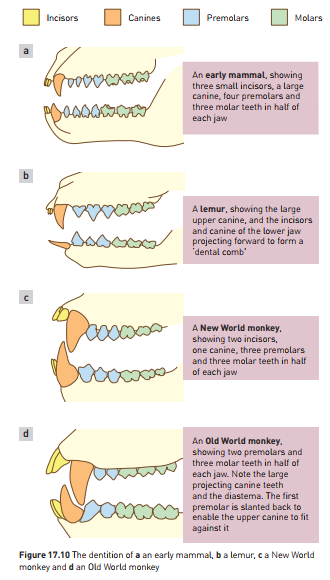 Incisors Canines Premolars Molars
a
An early mammal, showing
three small incisors, a large
canine, four premolars and
three molar teeth in half of
each jaw
b
A lemur, showing the large
upper canine, and the incisors
and canine of the lower jaw
projecting forward to form a
‘dental comb’
c
A New World monkey,
showing two incisors,
one canine, three premolars
and three molar teeth in half
of each jaw
d
An Old World monkey,
showing two premolars and
three molar teeth in half of
each jaw. Note the large
projecting canine teeth
and the diastema. The first
premolar is slanted back to
enable the upper canine to fit
against it
Figure 17.10 The dentition of a an early mammal, b a lemur, c a New World
monkey and d an Old World monkey